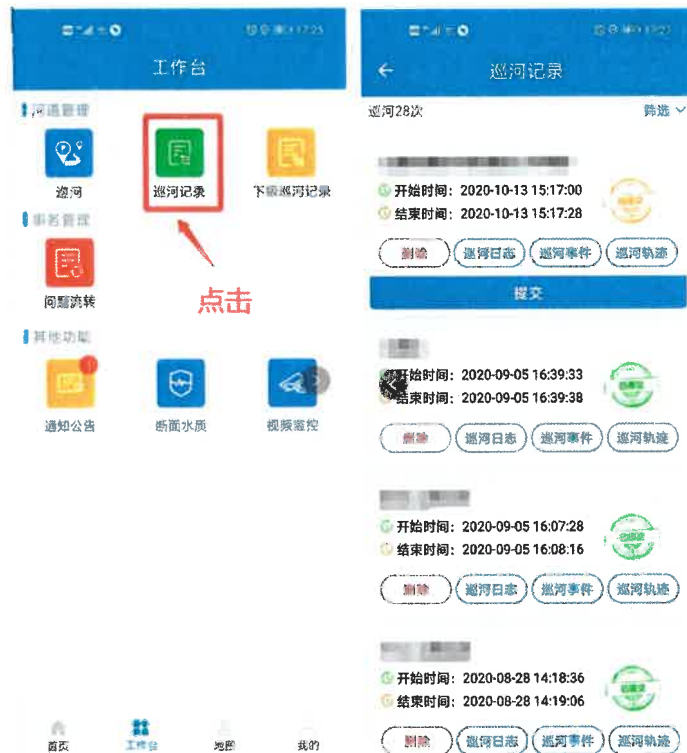 17:25
工作台
河道管理
巡河
巡河记录
下级巡河记录
事务管理
问题流转
点击
其他功能
通知公告
断面水质
视频监控
首页
工作台
地图
我的
巡河记录
巡河28次
筛选
开始时间：2020-10-13 15:17:00
结束时间：2020-10-13 15:17:28
删除
巡河日志
巡河事件
巡河轨迹
提交
开始时间：2020-09-05 16:39:33
结束时间：2020-09-05 16:39:38
删除
巡河日志
巡河事件
巡河轨迹
开始时间：2020-09-05 16:07:28
结束时间：2020-09-05 16:08:16
删除
巡河日志
巡河事件
巡河轨迹
开始时间：2020-08-28 14:18:36
结束时间：2020-08-28 14:19:06
删除
巡河日志
巡河事件
巡河轨迹